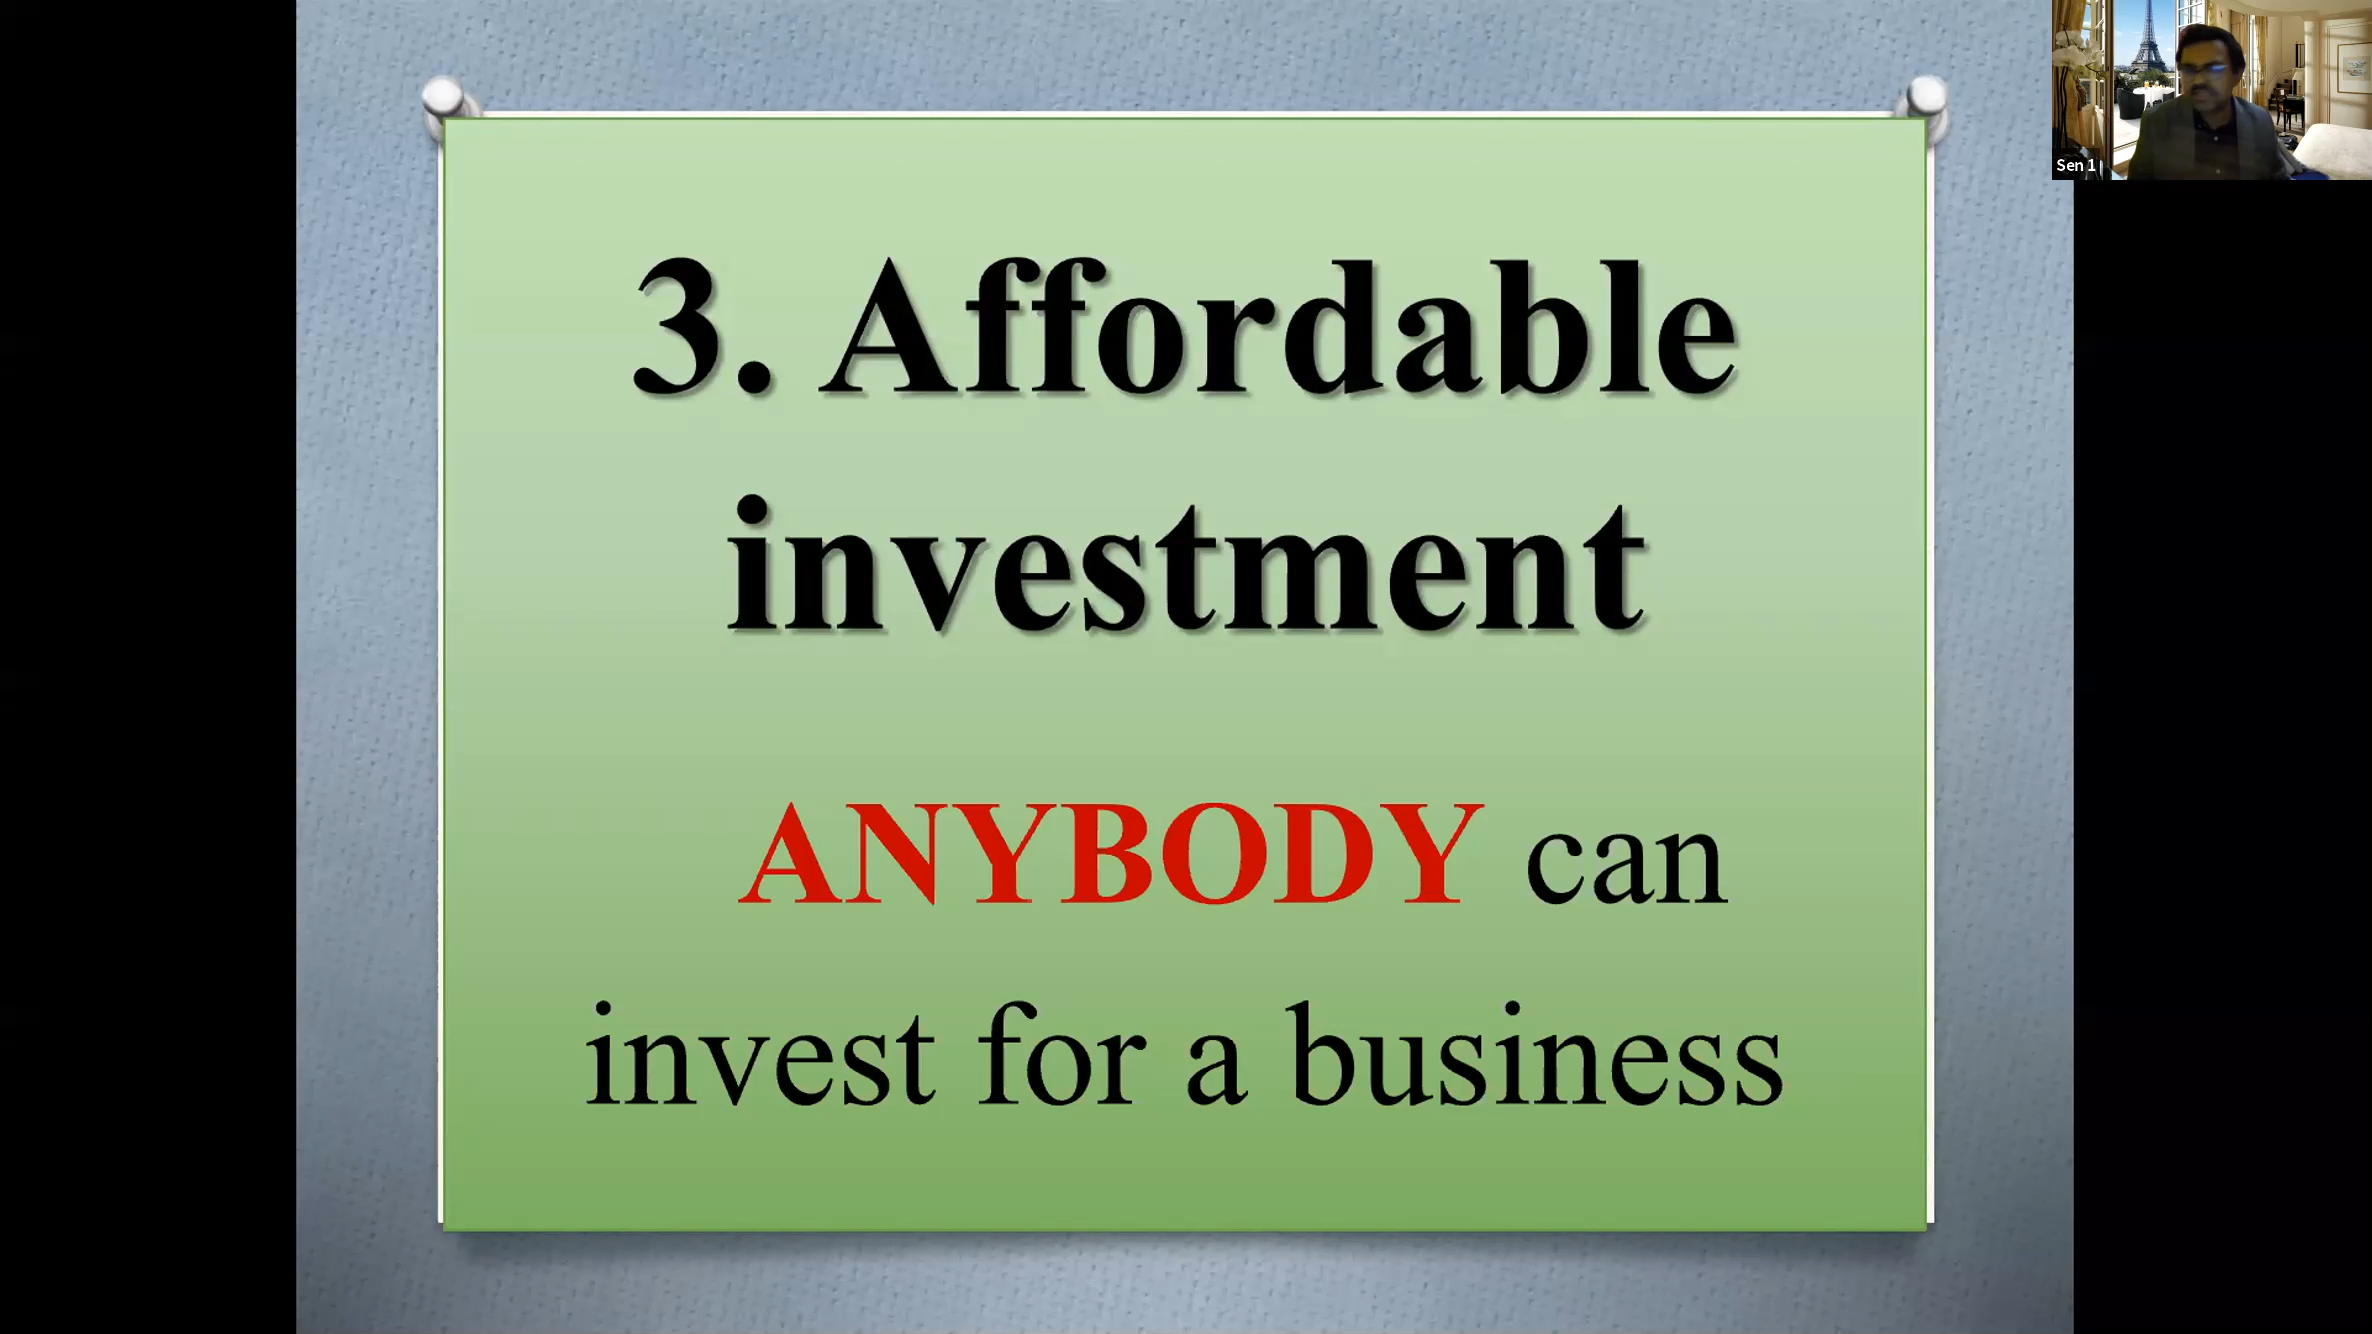 3. Affordable
investment
ANYBODY can
invest for a business
Sen 1